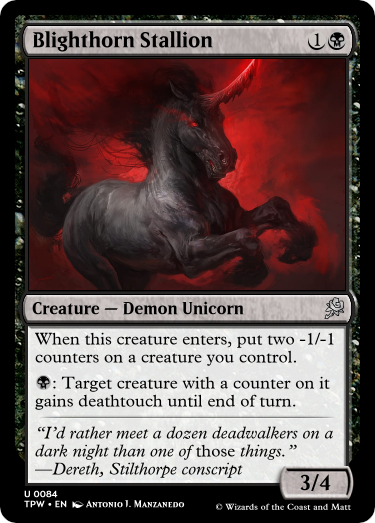 Blighthorn Stallion 1
Creature — Demon Unicorn
When this creature enters, put two -1/-1
counters on a creature you control.
: Target creature with a counter on it
gains deathtouch until end of turn.
“I’d rather meet a dozen deadwalkers on a
dark night than one of those things.”
—Dereth, Stilthorpe conscript
3/4
U 0084
TPW • EN Antonio J. Manzanedo
© Wizards of the Coast and Matt